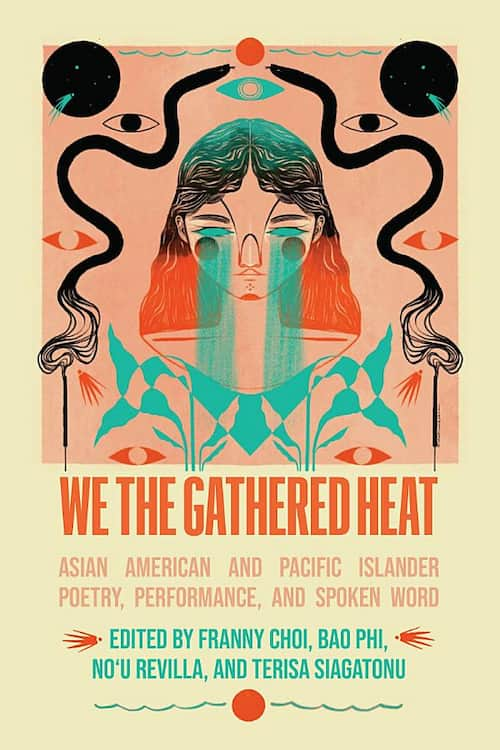 WE THE GATHERED HEAT
ASIAN AMERICAN AND PACIFIC ISLANDER
POETRY, PERFORMANCE, AND SPOKEN WORD
EDITED BY FRANNY CHOI, BAO PHI,
NOʻU REVILLA, AND TERISA SIAGATONU